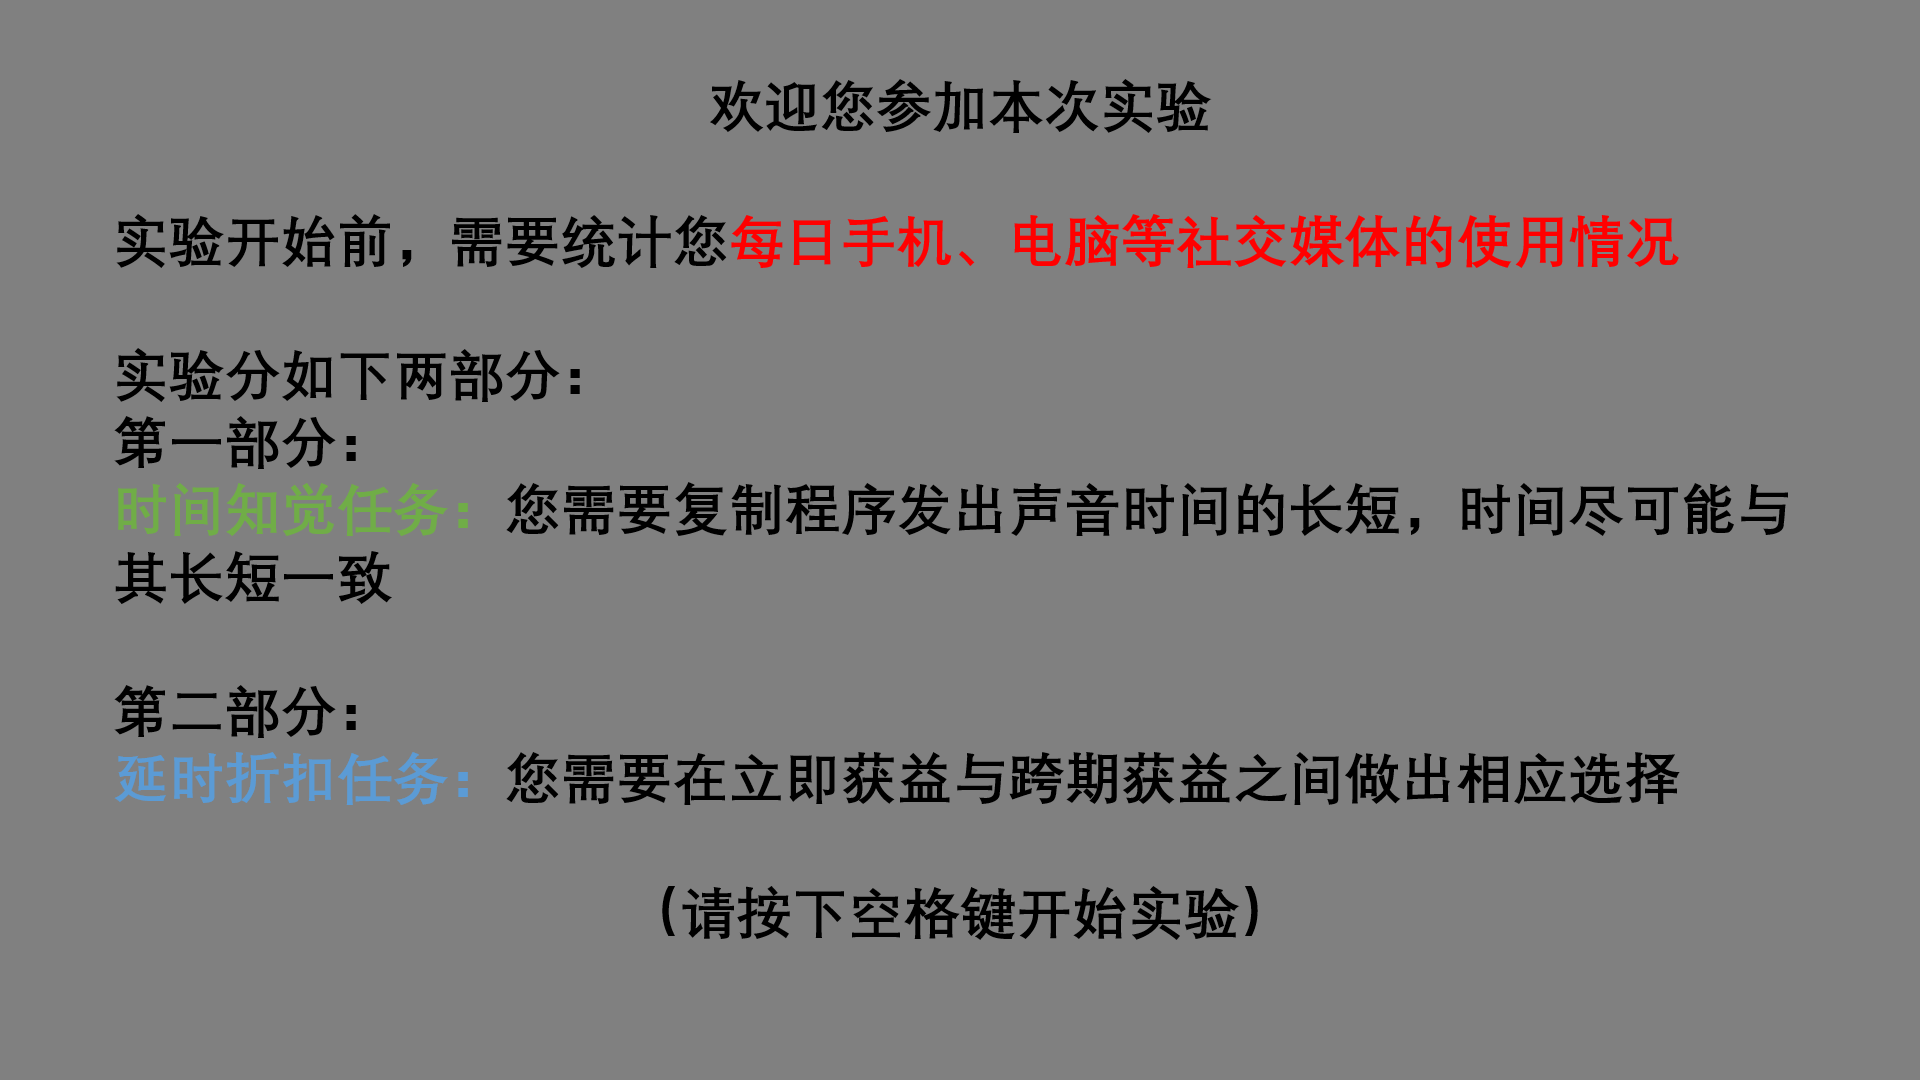 欢迎您参加本次实验
实验开始前，需要统计您每日手机、电脑等社交媒体的使用情况
实验分如下两部分：
第一部分：
时间知觉任务：您需要复制程序发出声音时间的长短，时间尽可能与
其长短一致
第二部分：
延时折扣任务：您需要在立即获益与跨期获益之间做出相应选择
（请按下空格键开始实验）